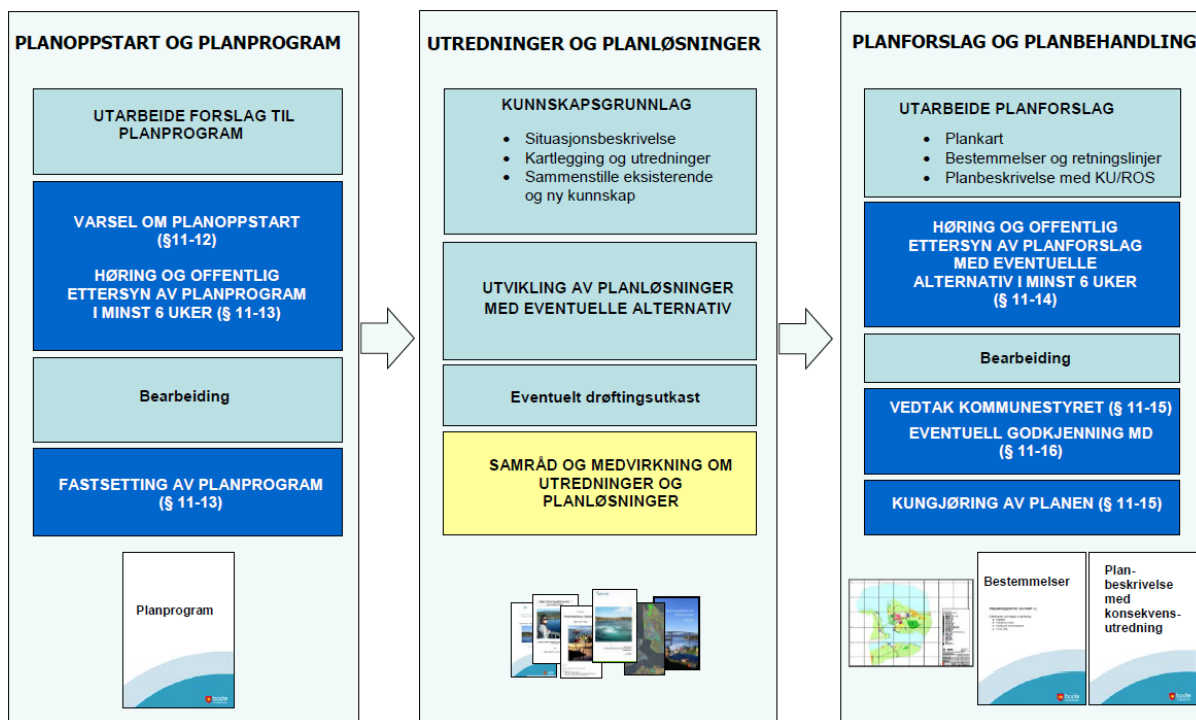 PLANOPPSTART OG PLANPROGRAM
UTARBEIDE FORSLAG TIL
PLANPROGRAM
VARSEL OM PLANOPPSTART
(§11-12)
HØRING OG OFFENTLIG
ETTERSYN AV PLANPROGRAM
I MINST 6 UKER (§ 11-13)
Bearbeiding
FASTSETTING AV PLANPROGRAM
(§ 11-13)
Planprogram
bodø
UTREDNINGER OG PLANLØSNINGER
KUNNSKAPSGRUNNLAG
• Situasjonsbeskrivelse
• Kartlegging og utredninger
• Sammenstille eksisterende
og ny kunnskap
UTVIKLING AV PLANLØSNINGER
MED EVENTUELLE ALTERNATIV
Eventuelt drøftingsutkast
SAMRÅD OG MEDVIRKNING OM
UTREDNINGER OG
PLANLØSNINGER
PLANFORSLAG OG PLANBEHANDLING
UTARBEIDE PLANFORSLAG
• Plankart
• Bestemmelser og retningslinjer
• Planbeskrivelse med KU/ROS
HØRING OG OFFENTLIG
ETTERSYN AV PLANFORSLAG
MED EVENTUELLE
ALTERNATIV I MINST 6 UKER
(§ 11-14)
Bearbeiding
VEDTAK KOMMUNESTYRET (§ 11-15)
EVENTUELL GODKJENNING MD
(§ 11-16)
KUNGJØRING AV PLANEN (§ 11-15)
Bestemmelser
bodø
Plan-
beskrivelse
med
konsekvens-
utredning
bodø